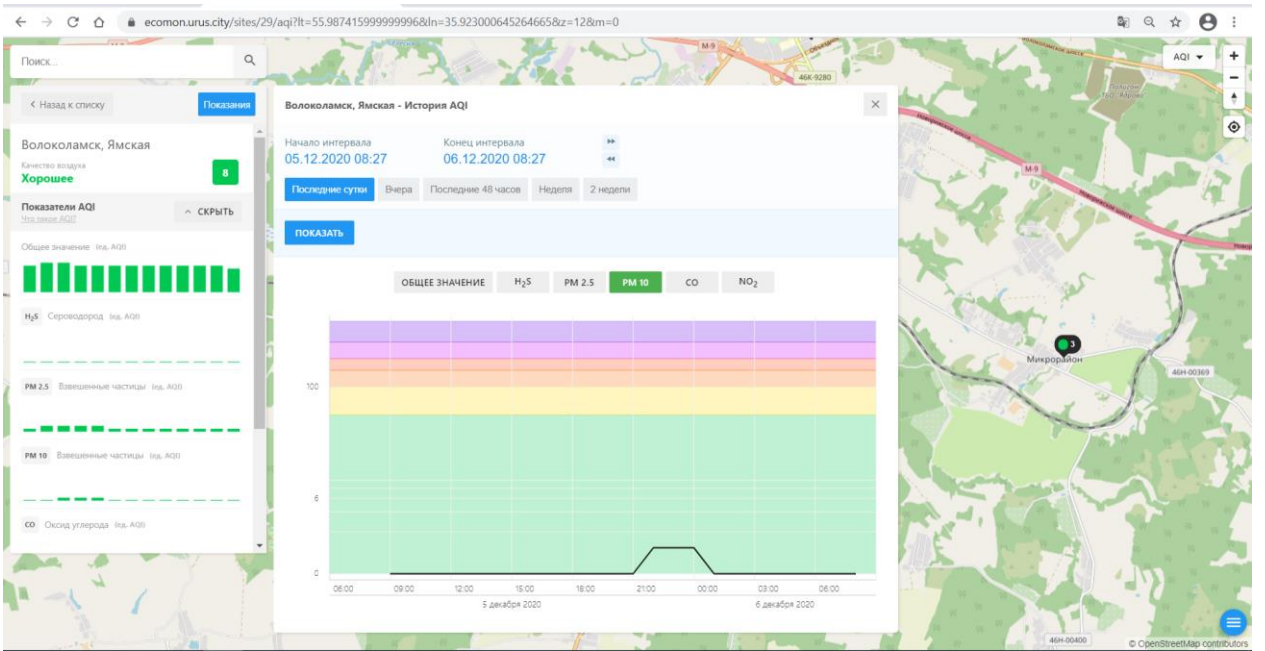 ecomon.urus.city/sites/29/aqi?lt=55.987415999999996&ln=35.92300064526466​5&z=12&m=0
Поиск...
М-9
46К-9280
AQI
< Назад к списку
Показания
Волоколамск, Ямская
Качество воздуха
Хорошее
8
Показатели AQI
Что такое AQI?
СКРЫТЬ
Общее значение (ед. AQI)
H₂S Сероводород (ед. AQI)
PM 2.5 Взвешенные частицы (ед. AQI)
PM 10 Взвешенные частицы (ед. AQI)
CO Оксид углерода (ед. AQI)
Волоколамск, Ямская - История AQI
Начало интервала
Конец интервала
05.12.2020 08:27
06.12.2020 08:27
Последние сутки
Вчера
Последние 48 часов
Неделя
2 недели
ПОКАЗАТЬ
ОБЩЕЕ ЗНАЧЕНИЕ
H₂S
PM 2.5
PM 10
CO
NO₂
100
6
0
06:00 09:00 12:00 15:00 18:00 21:00 00:00 03:00 06:00
5 декабря 2020
6 декабря 2020
М-9
3
Микрорайон
46Н-00369
46Н-00400
© OpenStreetMap contributors